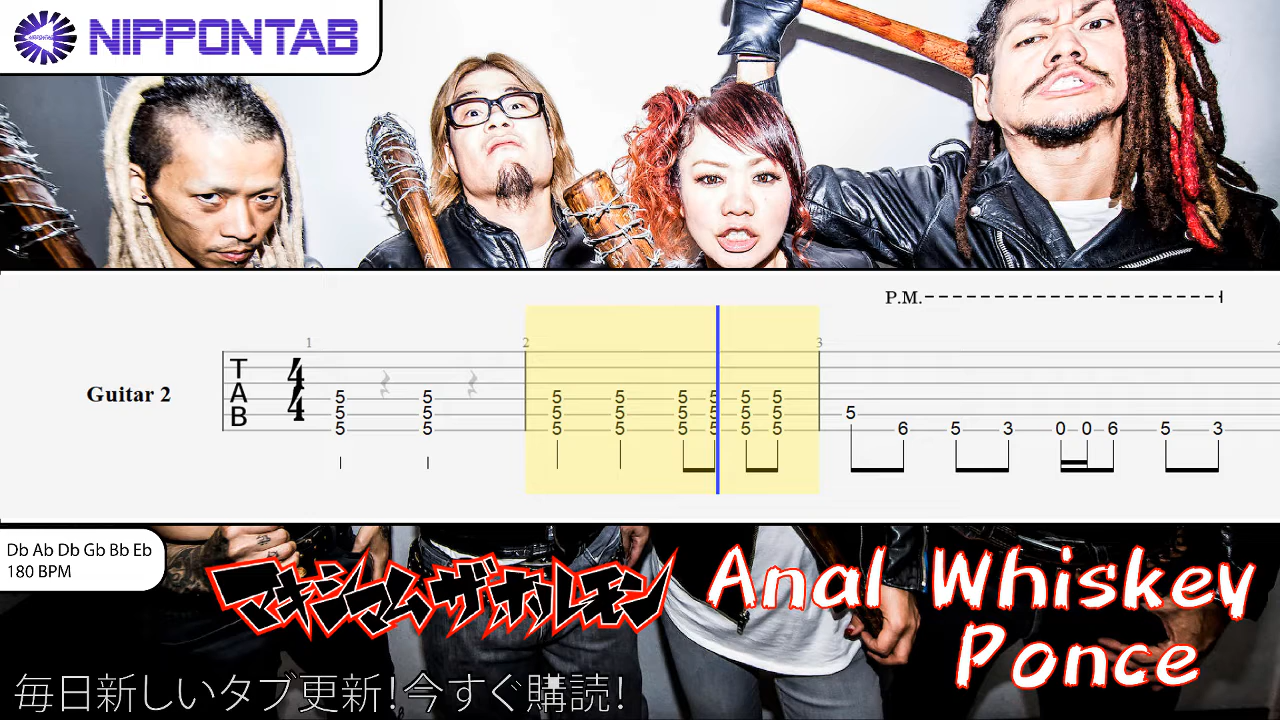 NIPPONTAB
P.M.
1 2 3 4
Guitar 2
T
A
B
4
4
5 5 5 5 5 5 5 5
5 5 5 5 5 5 5 5 5
5 5 5 5 5 5 5 5 6 5 3 0 0 6 5 3
Db Ab Db Gb Bb Eb
180 BPM
マキシマム ザ ホルモン
Anal Whiskey
Ponce
毎日新しいタブ更新!今すぐ購読!